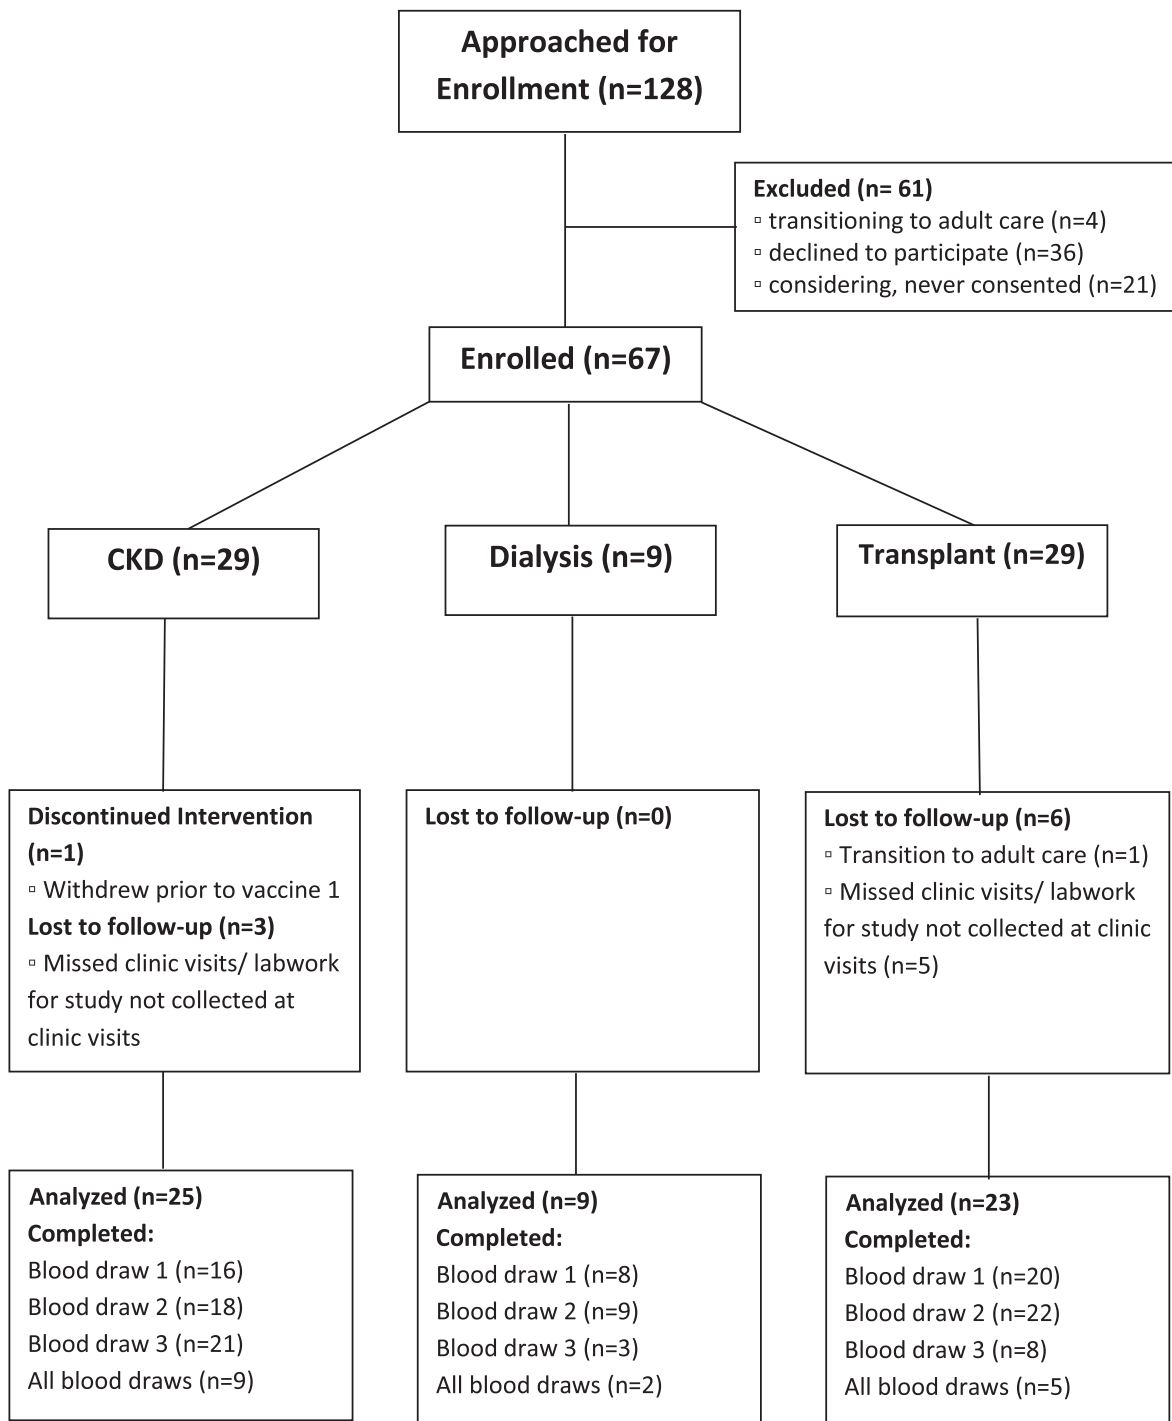 Approached for
Enrollment (n=128)
Excluded (n= 61)
▫ transitioning to adult care (n=4)
▫ declined to participate (n=36)
▫ considering, never consented (n=21)
Enrolled (n=67)
CKD (n=29)
Dialysis (n=9)
Transplant (n=29)
Discontinued Intervention
(n=1)
▫ Withdrew prior to vaccine 1
Lost to follow-up (n=3)
▫ Missed clinic visits/ labwork
for study not collected at
clinic visits
Lost to follow-up (n=0)
Lost to follow-up (n=6)
▫ Transition to adult care (n=1)
▫ Missed clinic visits/ labwork
for study not collected at clinic
visits (n=5)
Analyzed (n=25)
Completed:
Blood draw 1 (n=16)
Blood draw 2 (n=18)
Blood draw 3 (n=21)
All blood draws (n=9)
Analyzed (n=9)
Completed:
Blood draw 1 (n=8)
Blood draw 2 (n=9)
Blood draw 3 (n=3)
All blood draws (n=2)
Analyzed (n=23)
Completed:
Blood draw 1 (n=20)
Blood draw 2 (n=22)
Blood draw 3 (n=8)
All blood draws (n=5)